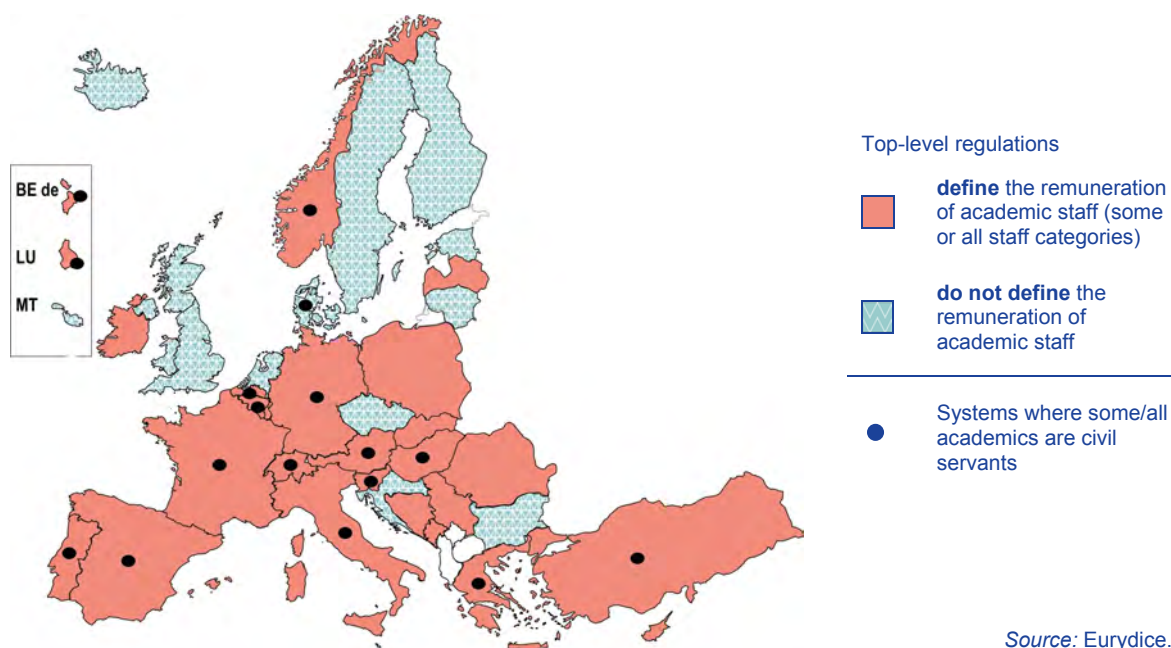 BE de
LU
MT
Top-level regulations
define the remuneration
of academic staff (some
or all staff categories)
do not define the
remuneration of
academic staff
Systems where some/all
academics are civil
servants
Source: Eurydice.